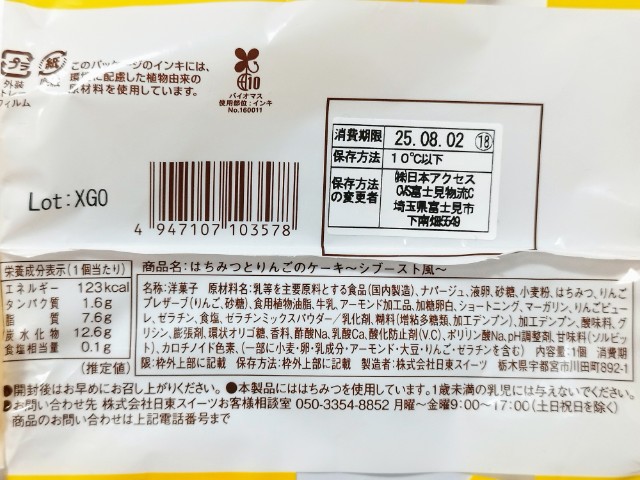 プラ
外装
トレー
フィルム
紙
このパッケージのインキには、
環境に配慮した植物由来の
原材料を使用しています。
10
バイオマス
使用部位:インキ
No.160011
消費期限 25.08.02 ⑱
保存方法 10℃以下
保存方法の変更者 ㈱日本アクセス
CVS富士見物流C
埼玉県富士見市
下南畑5549
Lot:XGO
4 947107 103578
栄養成分表示(1個当たり)
エネルギー 123kcal
タンパク質 1.6g
脂質 7.6g
炭水化物 12.6g
食塩相当量 0.1g
(推定値)
商品名:はちみつとりんごのケーキ〜シブースト風〜
名称:洋菓子 原材料名:乳等を主要原料とする食品(国内製造)、ナパージュ、液卵、砂糖、小麦粉、はちみつ、りんご
プレザーブ(りんご、砂糖)、食用植物油脂、牛乳、アーモンド加工品、加糖卵白、ショートニング、マーガリン、りんごピュー
レ、ゼラチン、食塩、ゼラチンミックスパウダー/乳化剤、糊料(増粘多糖類、加工デンプン)、加工デンプン、酸味料、グ
リシン、膨張剤、環状オリゴ糖、香料、酢酸Na、乳酸Ca、酸化防止剤(V.C)、ポリリン酸Na、pH調整剤、甘味料(ソルビッ
ト)、カロチノイド色素、(一部に小麦・卵・乳成分・アーモンド・大豆・りんご・ゼラチンを含む) 内容量:1個 消費期
限:枠外上部に記載 保存方法:枠外上部に記載 製造者:株式会社日東スイーツ 栃木県宇都宮市川田町892-1
●開封後はお早めにお召し上がりください。 ●本製品にははちみつを使用しています。1歳未満の乳児には与えないでください。
●お問い合わせ先 株式会社日東スイーツお客様相談室 050-3354-8852 月曜〜金曜9:00〜17:00(土日祝日を除く)
商品のお問い合わせは上記電話番号まで